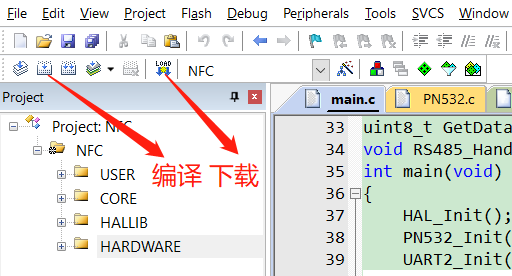 File Edit View Project Flash Debug Peripherals Tools SVCS Window
LOAD NFC
Project
main.c PN532.c
Project: NFC
NFC
USER
CORE
HALLIB
HARDWARE
编译 下载
33 uint8_t GetData
34 void RS485_Hand
35 int main(void)
36 {
37 HAL_Init();
38 PN532_Init(
39 UART2_Init(